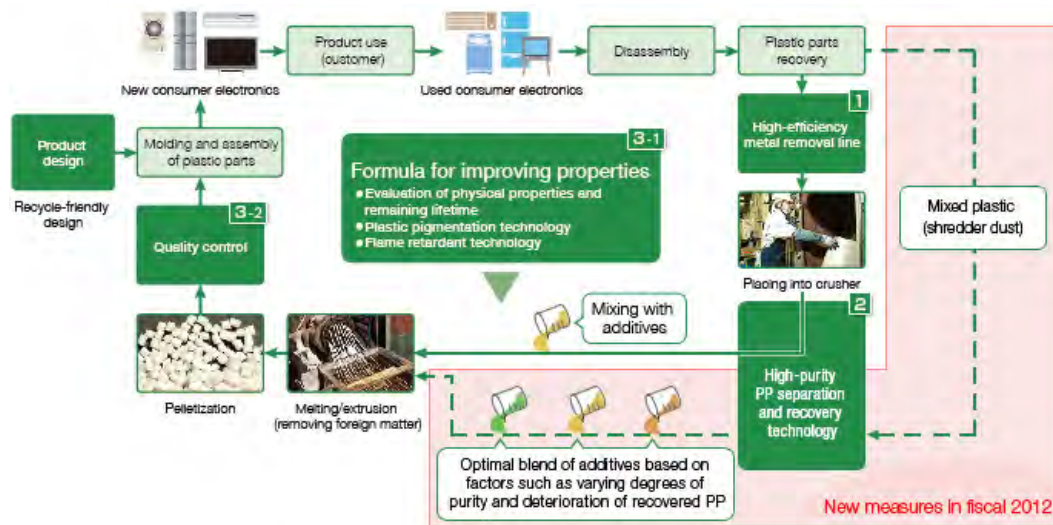 New consumer electronics
Product use
(customer)
Used consumer electronics
Disassembly
Plastic parts
recovery
1
High-efficiency
metal removal line
Placing into crusher
Mixed plastic
(shredder dust)
2
High-purity
PP separation
and recovery
technology
Product
design
Recycle-friendly
design
Molding and assembly
of plastic parts
3-2
Quality control
3-1
Formula for improving properties
●Evaluation of physical properties and
remaining lifetime
●Plastic pigmentation technology
●Flame retardant technology
Mixing with
additives
Pelletization
Melting/extrusion
(removing foreign matter)
Optimal blend of additives based on
factors such as varying degrees of
purity and deterioration of recovered PP
New measures in fiscal 2012